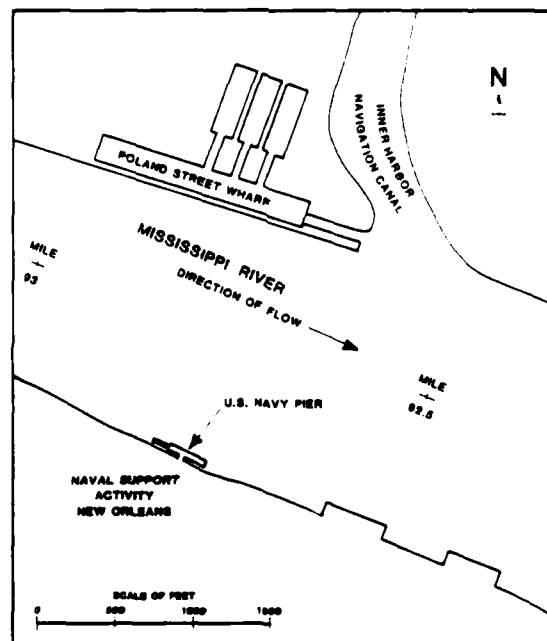 N
INNER HARBOR
NAVIGATION CANAL
POLAND STREET WHARF
MISSISSIPPI RIVER
DIRECTION OF FLOW
MILE
93
MILE
92.5
U.S. NAVY PIER
NAVAL SUPPORT
ACTIVITY
NEW ORLEANS
SCALE OF FEET
0 500 1000 1500